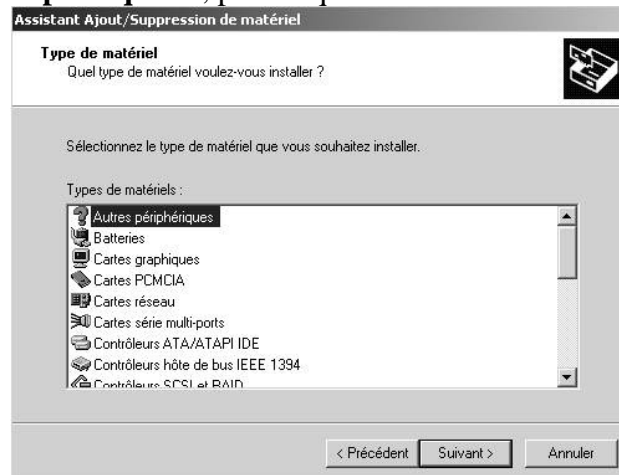 Assistant Ajout/Suppression de matériel
Type de matériel
Quel type de matériel voulez-vous installer ?
Sélectionnez le type de matériel que vous souhaitez installer.
Types de matériels :
Autres périphériques
Batteries
Cartes graphiques
Cartes PCMCIA
Cartes réseau
Cartes série multi-ports
Contrôleurs ATA/ATAPI IDE
Contrôleurs hôte de bus IEEE 1394
Contrôleurs SCSI et RAID
< Précédent Suivant > Annuler